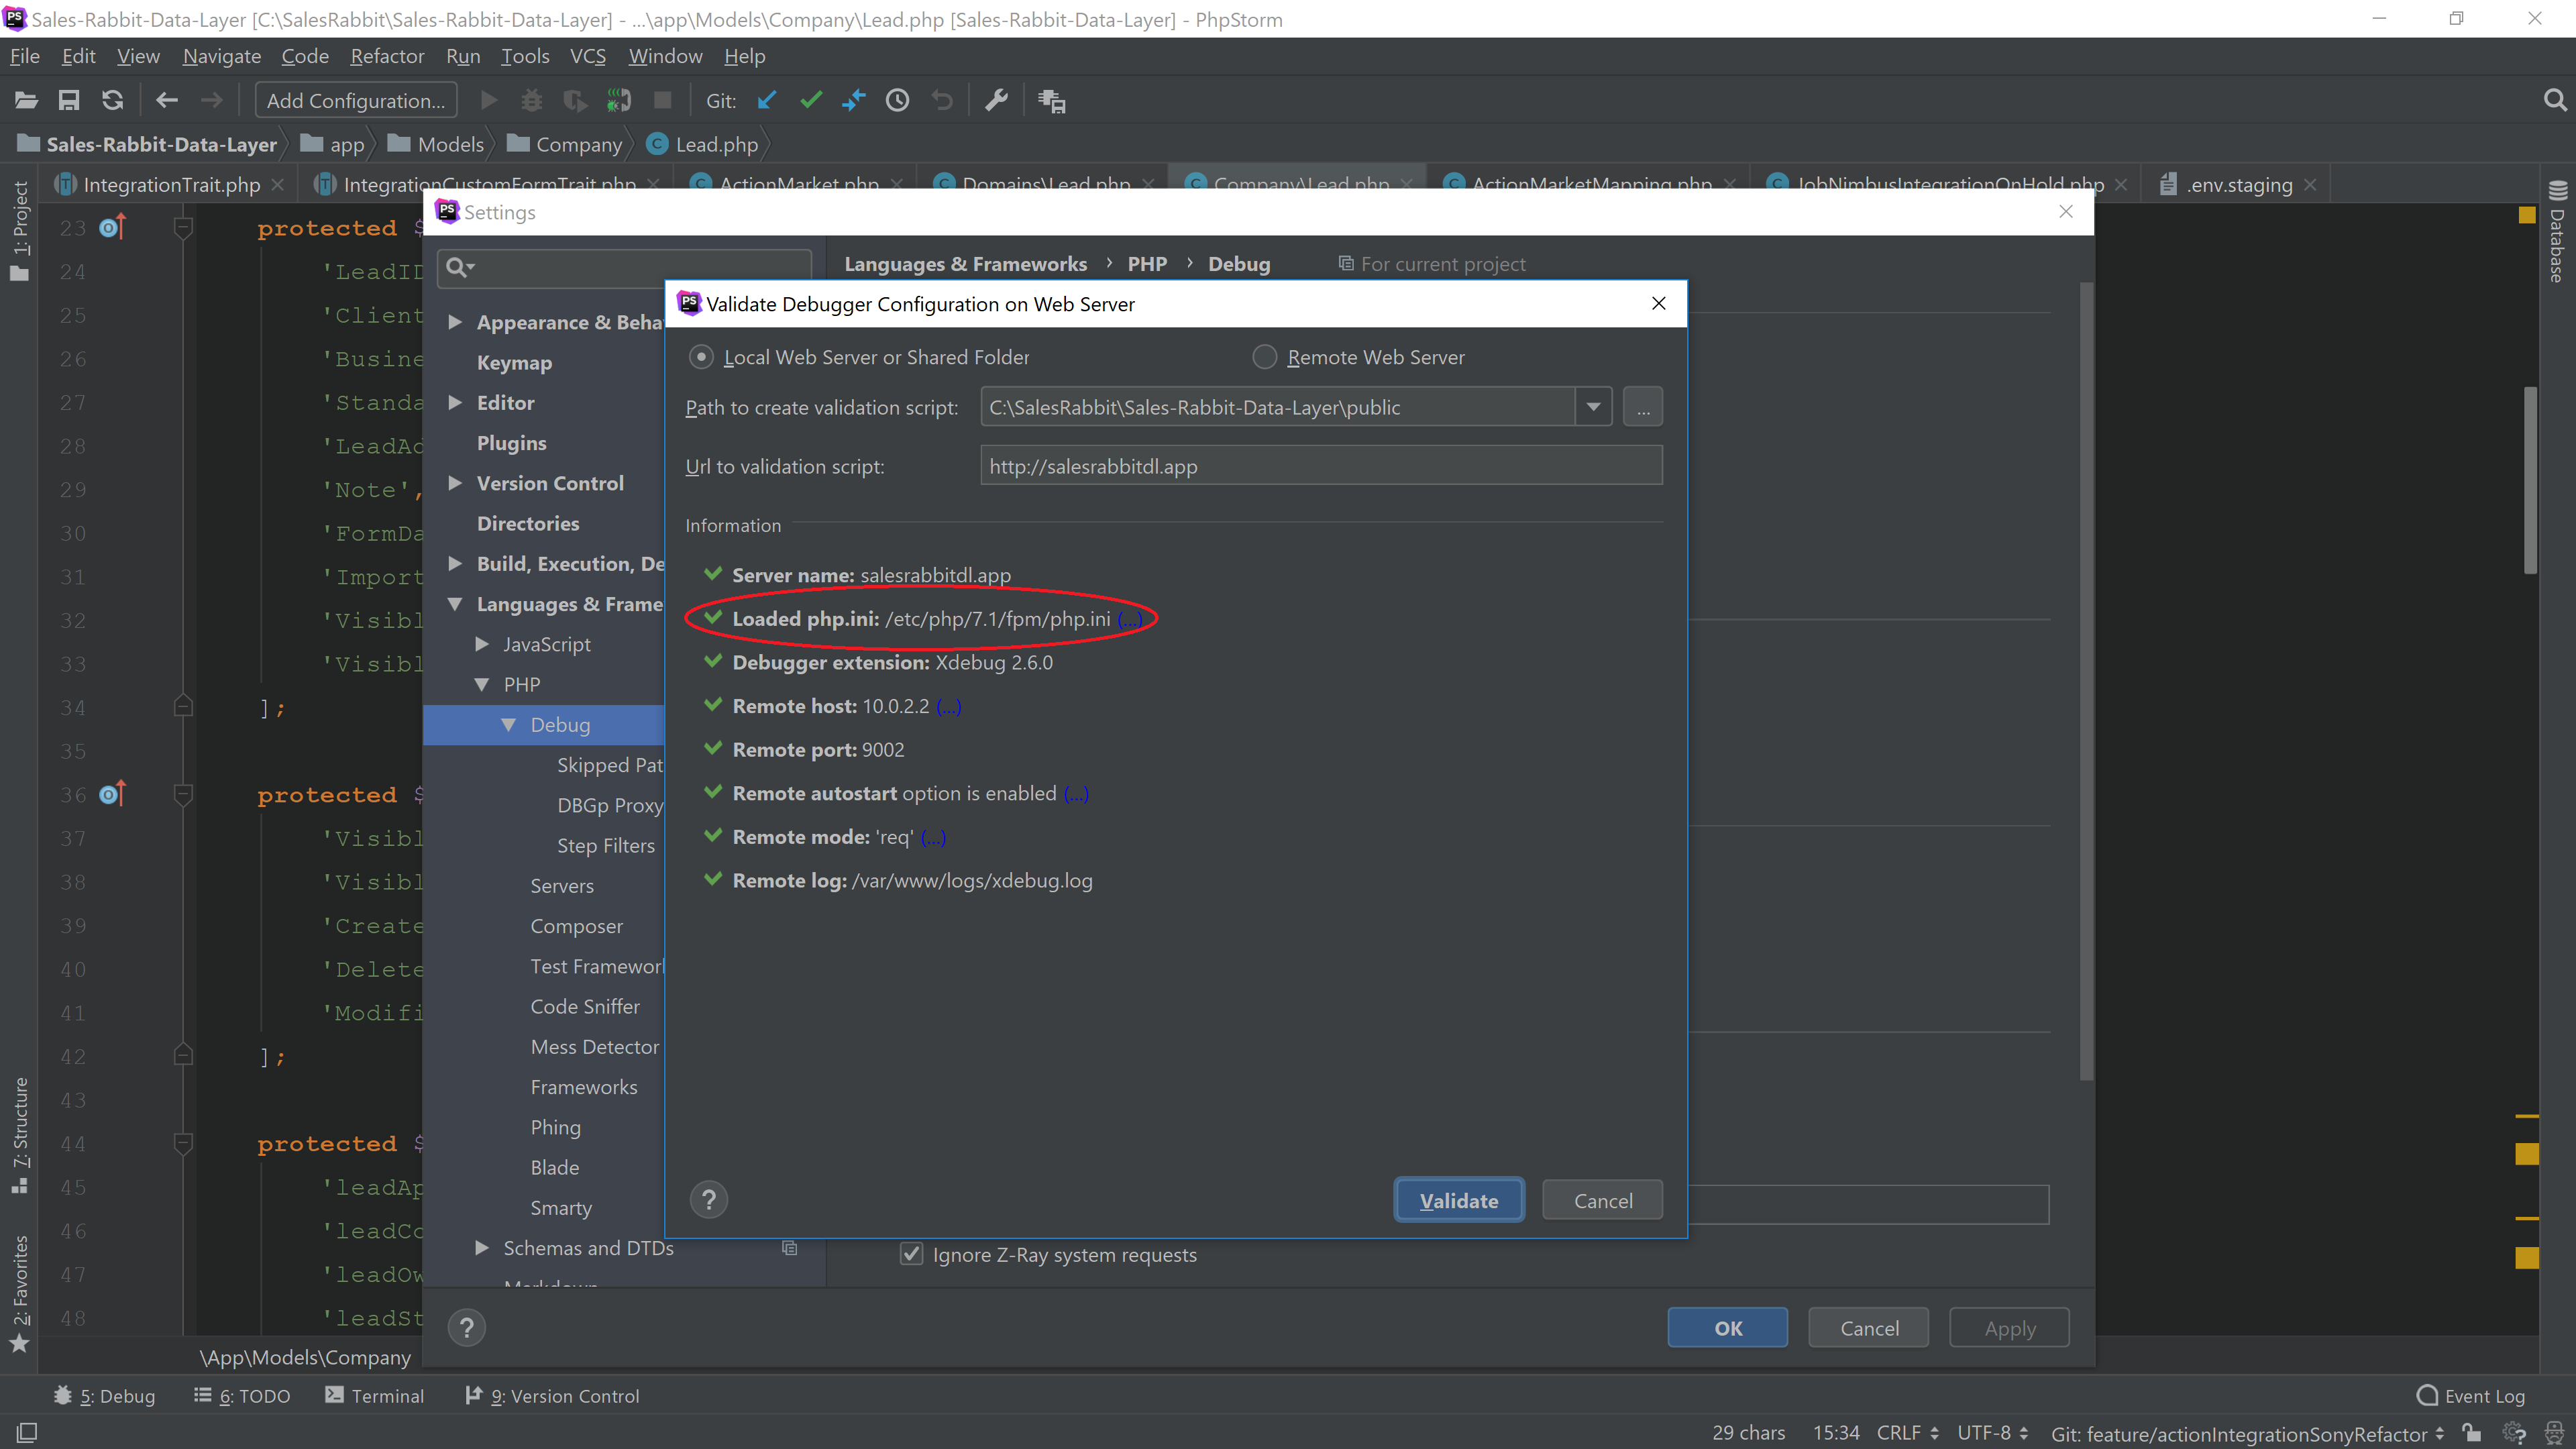 Sales-Rabbit-Data-Layer [C:\SalesRabbit\Sales-Rabbit-Data-Layer] - ...\app\Models\Company\Lead.php [Sales-Rabbit-Data-Layer] - PhpStorm
File Edit View Navigate Code Refactor Run Tools VCS Window Help
Add Configuration... Git:
Sales-Rabbit-Data-Layer app Models Company Lead.php
IntegrationTrait.php IntegrationCustomFormTrait.php ActionMarket.php Domains\Lead.php Company\Lead.php ActionMarketMapping.php JobNimbusIntegrationOnHold.php .env.staging
1: Project
7: Structure
2: Favorites
Database
23 protected $
24 'LeadID
25 'Client
26 'Busine
27 'Standa
28 'LeadAd
29 'Note',
30 'FormDa
31 'Import
32 'Visibl
33 'Visibl
34 ];
35
36 protected $
37 'Visibl
38 'Visibl
39 'Create
40 'Delete
41 'Modifi
42 ];
43
44 protected $
45 'leadAp
46 'leadCo
47 'leadOw
48 'leadSt
\App\Models\Company
Settings
Appearance & Beha
Keymap
Editor
Plugins
Version Control
Directories
Build, Execution, De
Languages & Frame
JavaScript
PHP
Debug
Skipped Pat
DBGp Proxy
Step Filters
Servers
Composer
Test Framework
Code Sniffer
Mess Detector
Frameworks
Phing
Blade
Smarty
Schemas and DTDs
Markdown
Languages & Frameworks › PHP › Debug For current project
Validate Debugger Configuration on Web Server
Local Web Server or Shared Folder Remote Web Server
Path to create validation script: C:\SalesRabbit\Sales-Rabbit-Data-Layer\public ...
Url to validation script: http://salesrabbitdl.app
Information
Server name: salesrabbitdl.app
Loaded php.ini: /etc/php/7.1/fpm/php.ini (...)
Debugger extension: Xdebug 2.6.0
Remote host: 10.0.2.2 (...)
Remote port: 9002
Remote autostart option is enabled (...)
Remote mode: 'req' (...)
Remote log: /var/www/logs/xdebug.log
? Validate Cancel
Ignore Z-Ray system requests
? OK Cancel Apply
5: Debug 6: TODO Terminal 9: Version Control Event Log
29 chars 15:34 CRLF UTF-8 Git: feature/actionIntegrationSonyRefactor